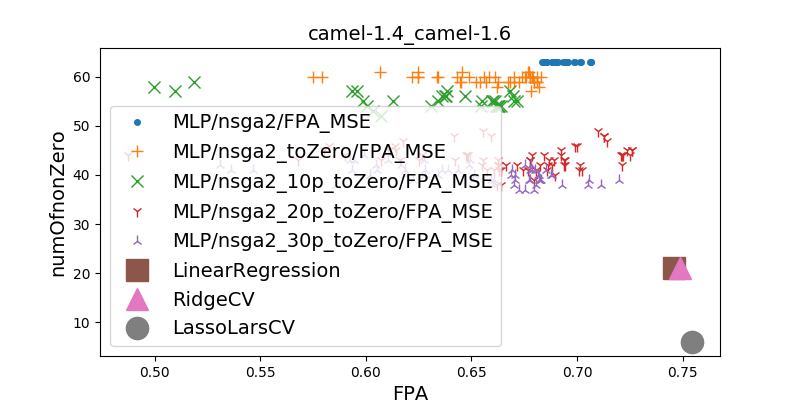 camel-1.4_camel-1.6
numOfnonZero
60
50
40
30
20
10
MLP/nsga2/FPA_MSE
MLP/nsga2_toZero/FPA_MSE
MLP/nsga2_10p_toZero/FPA_MSE
MLP/nsga2_20p_toZero/FPA_MSE
MLP/nsga2_30p_toZero/FPA_MSE
LinearRegression
RidgeCV
LassoLarsCV
0.50 0.55 0.60 0.65 0.70 0.75
FPA